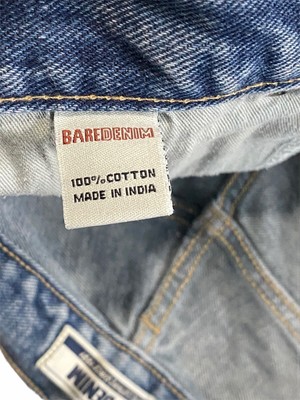 BAREDENIM
100% COTTON
MADE IN INDIA